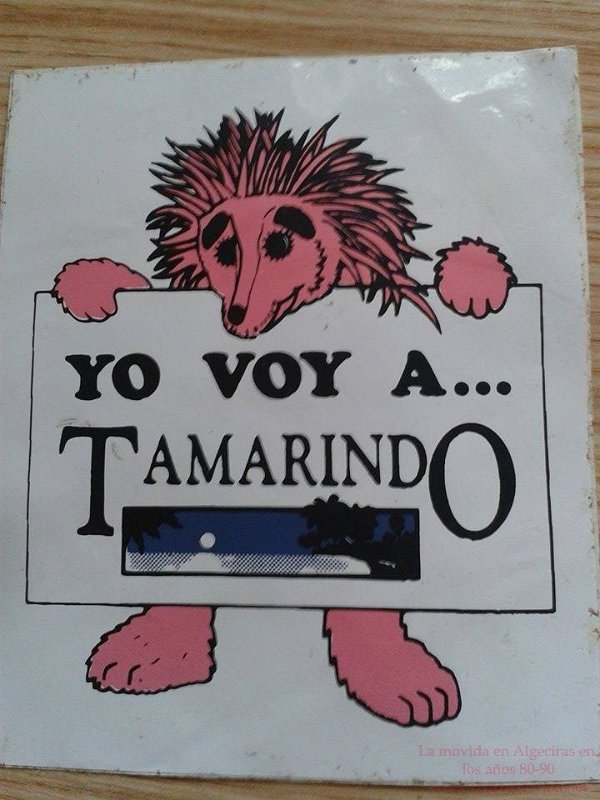 YO VOY A...
TAMARINDO
La movida en Algeciras en
los años 80-90